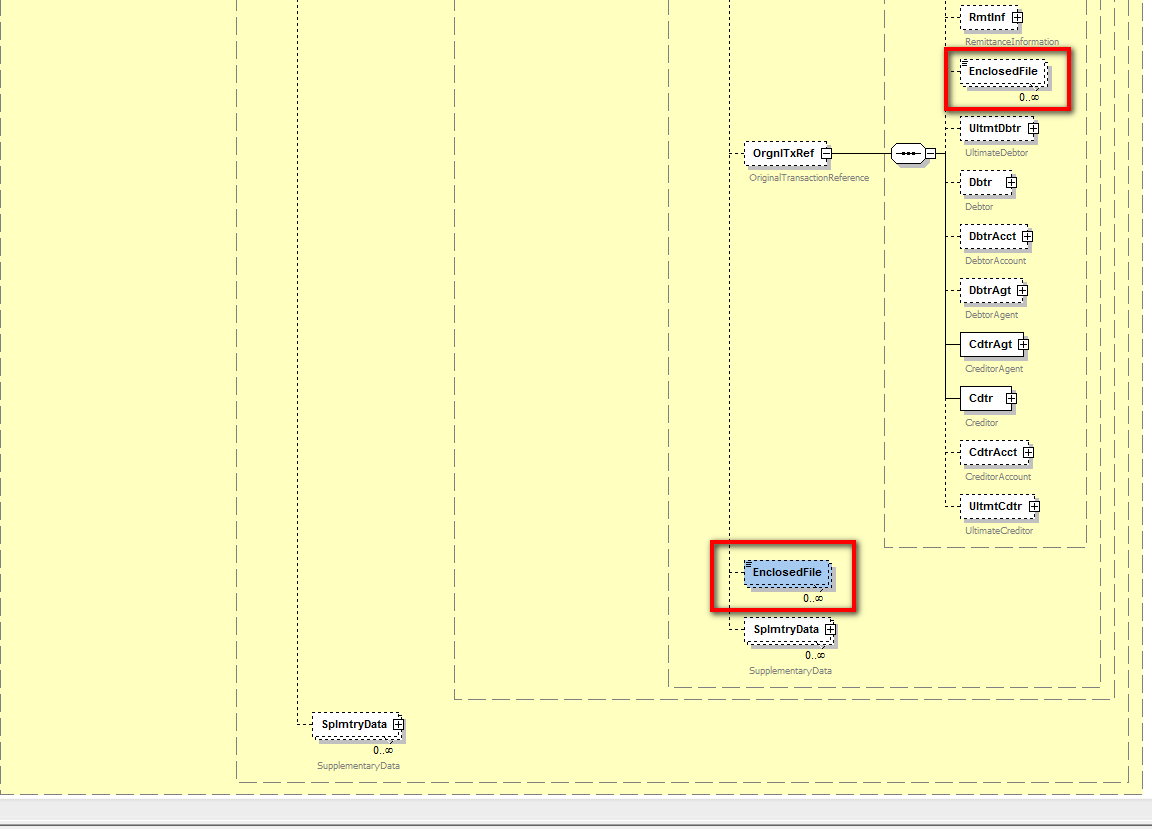 RmtInf
RemittanceInformation
EnclosedFile
0..∞
UltmtDbtr
UltimateDebtor
OrgnlTxRef
OriginalTransactionReference
Dbtr
Debtor
DbtrAcct
DebtorAccount
DbtrAgt
DebtorAgent
CdtrAgt
CreditorAgent
Cdtr
Creditor
CdtrAcct
CreditorAccount
UltmtCdtr
UltimateCreditor
EnclosedFile
0..∞
SplmtryData
0..∞
SupplementaryData
SplmtryData
0..∞
SupplementaryData